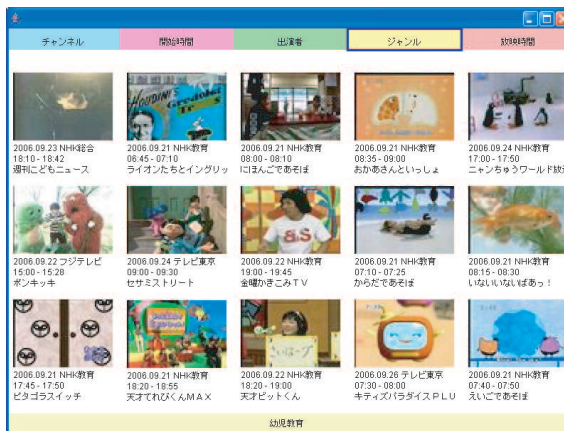 チャンネル
開始時間
出演者
ジャンル
放映時間
2006.09.23 NHK総合
18:10 - 18:42
週刊こどもニュース
2006.09.21 NHK教育
06:45 - 07:10
ライオンたちとイングリッ
2006.09.21 NHK教育
08:00 - 08:10
にほんごであそぼ
2006.09.21 NHK教育
08:35 - 09:00
おかあさんといっしょ
2006.09.24 NHK教育
17:00 - 17:50
ニャンちゅうワールド放送
2006.09.22 フジテレビ
15:00 - 15:28
ポンキッキ
2006.09.24 テレビ東京
09:00 - 09:30
セサミストリート
2006.09.22 NHK教育
19:00 - 19:45
金曜かきこみTV
2006.09.21 NHK教育
07:10 - 07:25
からだであそぼ
2006.09.21 NHK教育
08:15 - 08:30
いないいないばあっ！
2006.09.21 NHK教育
17:45 - 17:50
ピタゴラスイッチ
2006.09.21 NHK教育
18:20 - 18:55
天才てれびくんMAX
2006.09.22 NHK教育
18:20 - 19:00
天才ビットくん
2006.09.26 テレビ東京
07:30 - 08:00
キティズパラダイスPLU
2006.09.21 NHK教育
07:40 - 07:50
えいごであそぼ
幼児教育
HOUDINI'S